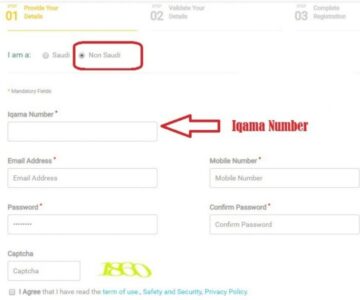 STEP STEP STEP
01 Provide Your Details 02 Validate Your Details 03 Complete Registration
I am a: Saudi Non Saudi
* Mandatory Fields
Iqama Number *
Iqama Number
Email Address * Mobile Number *
Email Address Mobile Number
Password * Confirm Password *
•••••••• Confirm Password
Captcha
Captcha 1860
I Agree that I have read the term of use , Safety and Security, Privacy Policy.